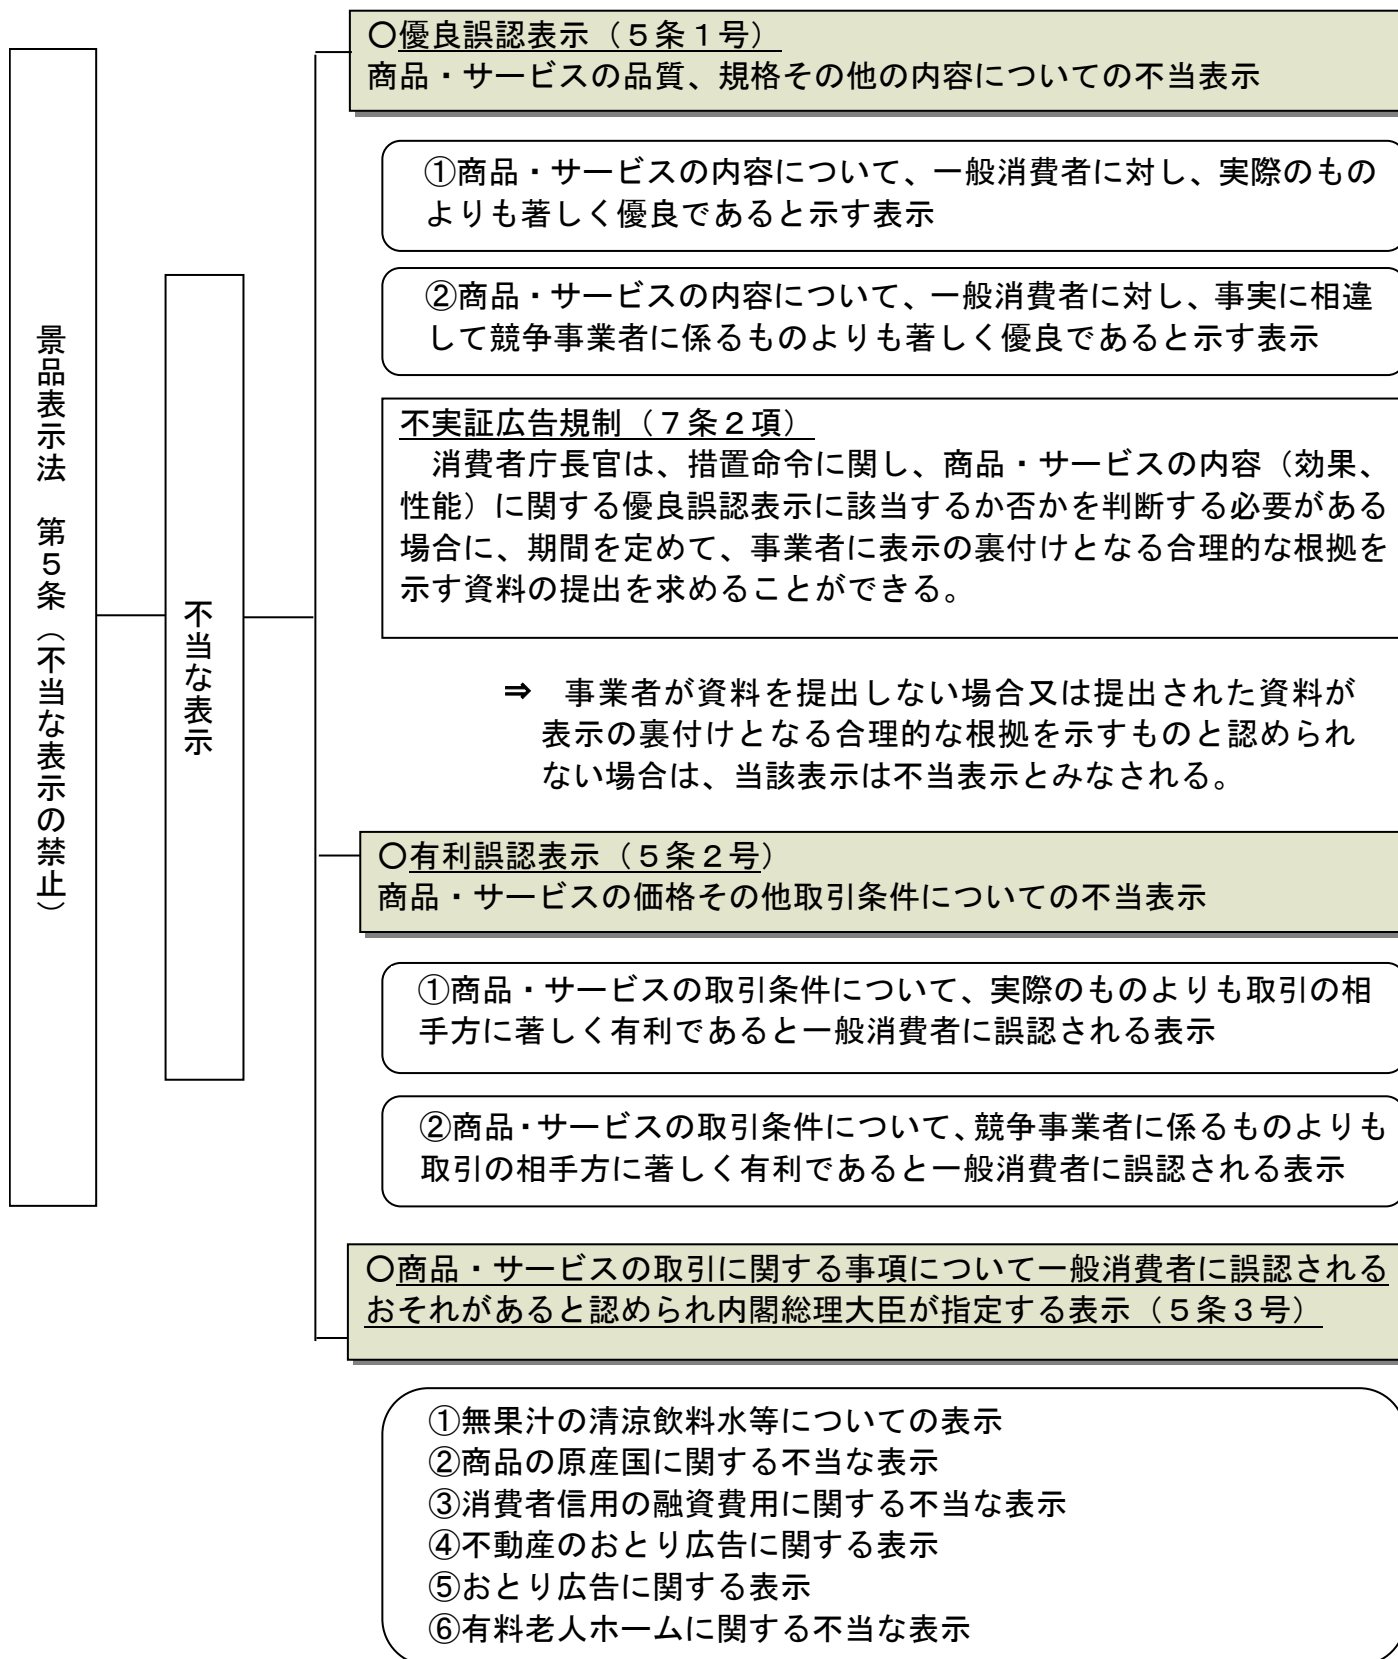 景品表示法　第５条（不当な表示の禁止）
不当な表示
○優良誤認表示（５条１号）
商品・サービスの品質、規格その他の内容についての不当表示
①商品・サービスの内容について、一般消費者に対し、実際のもの
よりも著しく優良であると示す表示
②商品・サービスの内容について、一般消費者に対し、事実に相違
して競争事業者に係るものよりも著しく優良であると示す表示
不実証広告規制（７条２項）
　消費者庁長官は、措置命令に関し、商品・サービスの内容（効果、
性能）に関する優良誤認表示に該当するか否かを判断する必要がある
場合に、期間を定めて、事業者に表示の裏付けとなる合理的な根拠を
示す資料の提出を求めることができる。
⇒　事業者が資料を提出しない場合又は提出された資料が
表示の裏付けとなる合理的な根拠を示すものと認められ
ない場合は、当該表示は不当表示とみなされる。
○有利誤認表示（５条２号）
商品・サービスの価格その他取引条件についての不当表示
①商品・サービスの取引条件について、実際のものよりも取引の相
手方に著しく有利であると一般消費者に誤認される表示
②商品・サービスの取引条件について、競争事業者に係るものよりも
取引の相手方に著しく有利であると一般消費者に誤認される表示
○商品・サービスの取引に関する事項について一般消費者に誤認される
おそれがあると認められ内閣総理大臣が指定する表示（５条３号）
①無果汁の清涼飲料水等についての表示
②商品の原産国に関する不当な表示
③消費者信用の融資費用に関する不当な表示
④不動産のおとり広告に関する表示
⑤おとり広告に関する表示
⑥有料老人ホームに関する不当な表示